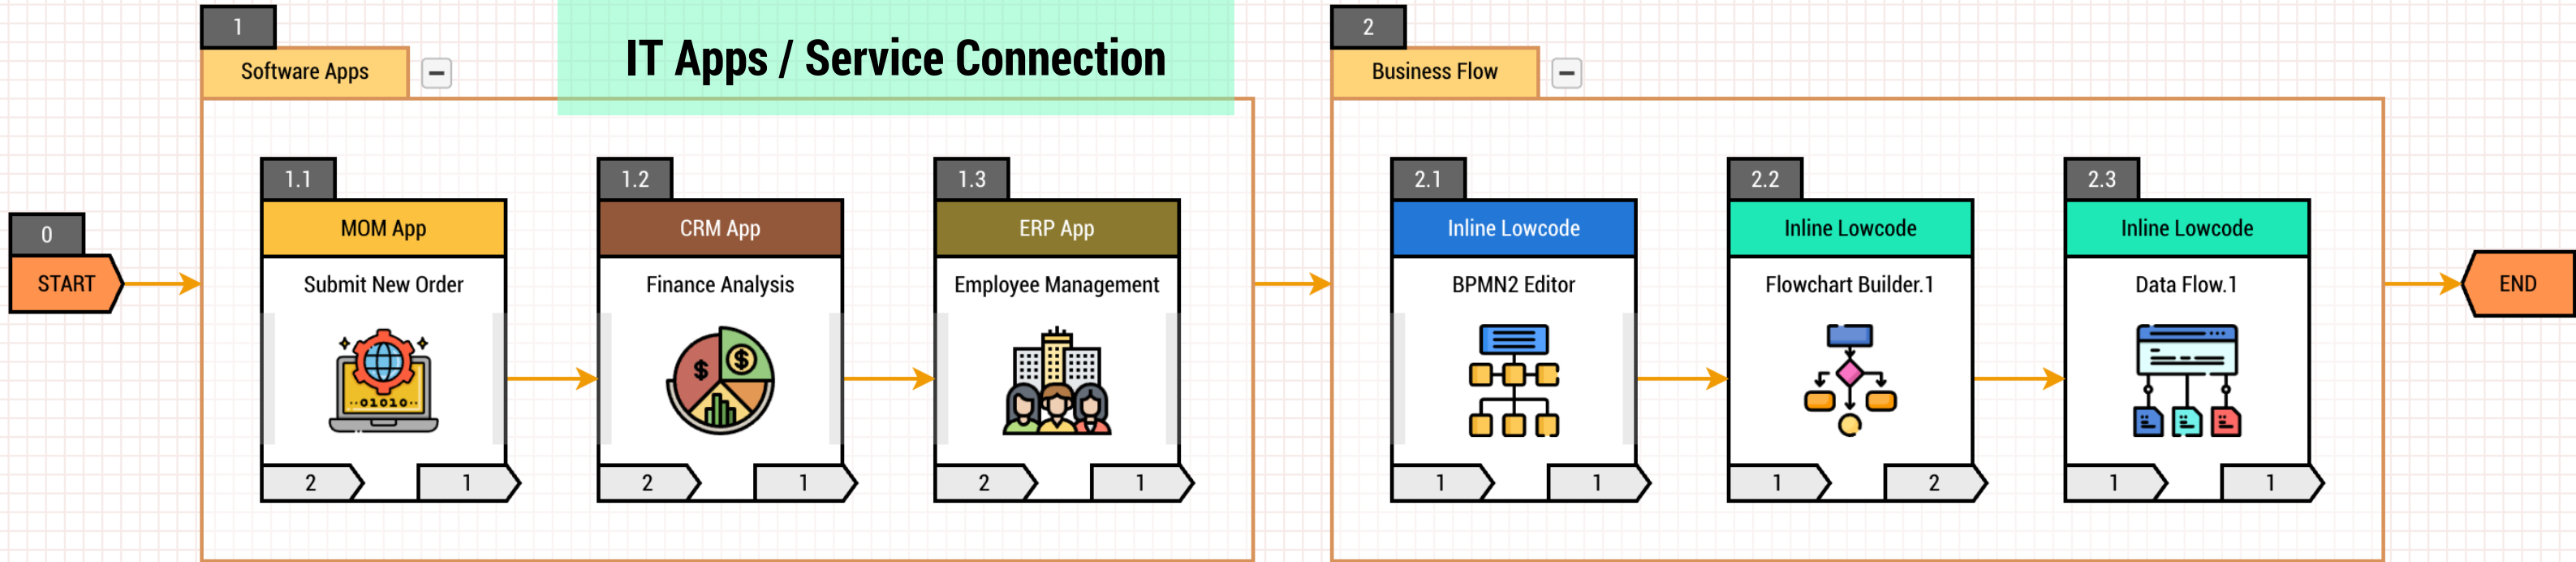 IT Apps / Service Connection
0
START
1
Software Apps
1.1
MOM App
Submit New Order
01010
2
1
1.2
CRM App
Finance Analysis
$
$
2
1
1.3
ERP App
Employee Management
2
1
2
Business Flow
2.1
Inline Lowcode
BPMN2 Editor
1
1
2.2
Inline Lowcode
Flowchart Builder.1
1
2
2.3
Inline Lowcode
Data Flow.1
1
1
END